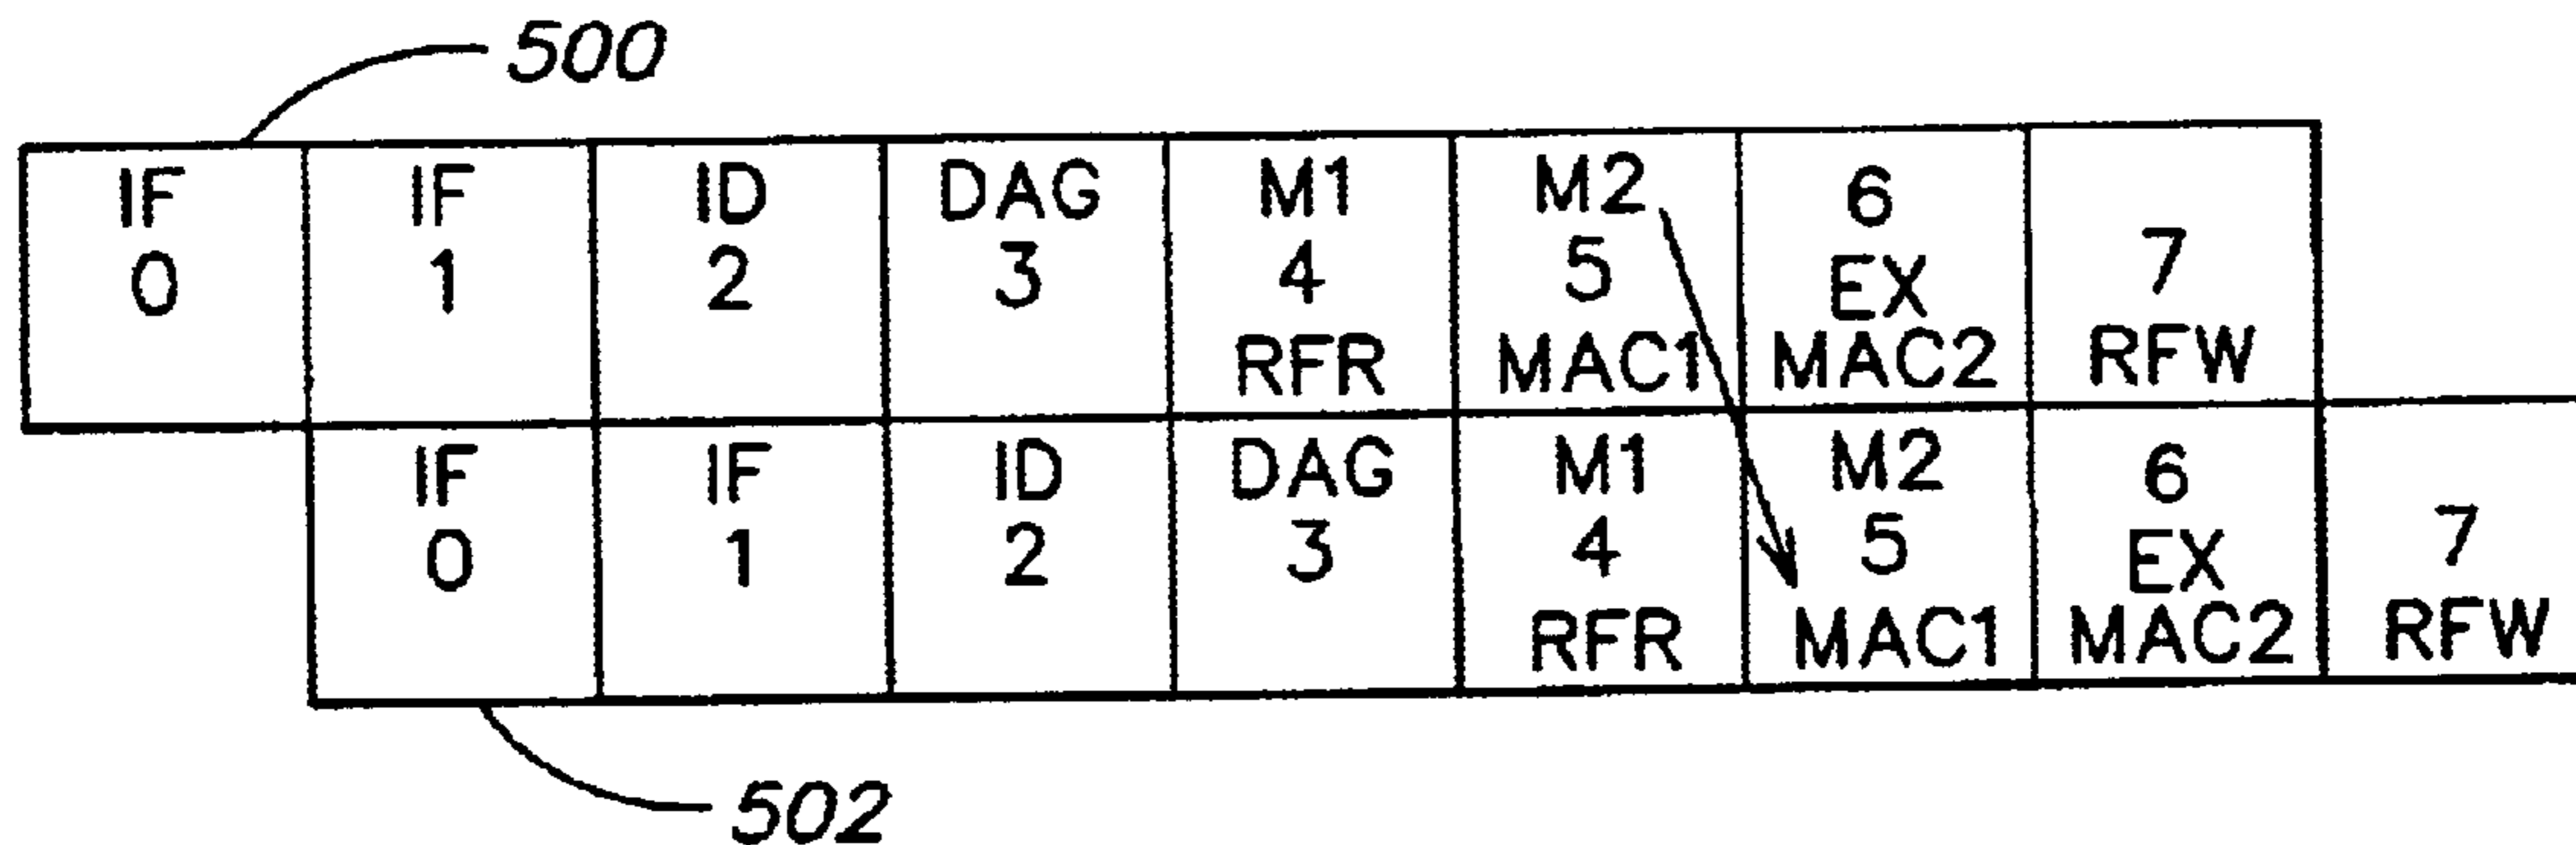 500
IF IF ID DAG M1 M2 6
0 1 2 3 4 5 EX 7
RFR MAC1 MAC2 RFW
IF IF ID DAG M1 M2 6
0 1 2 3 4 5 EX 7
RFR MAC1 MAC2 RFW
502